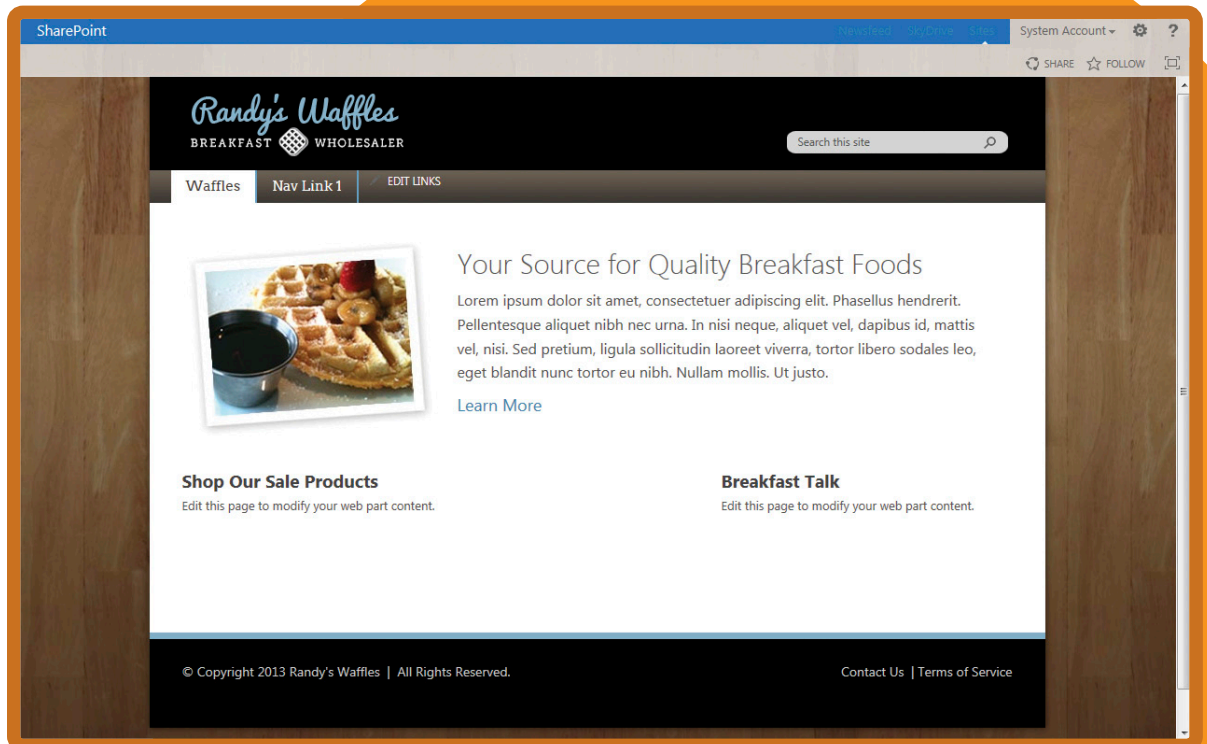 SharePoint
Newsfeed SkyDrive Sites
System Account
?
SHARE FOLLOW
Randy's Waffles
BREAKFAST WHOLESALER
Search this site
Waffles Nav Link 1 EDIT LINKS
Your Source for Quality Breakfast Foods
Lorem ipsum dolor sit amet, consectetuer adipiscing elit. Phasellus hendrerit.
Pellentesque aliquet nibh nec urna. In nisi neque, aliquet vel, dapibus id, mattis
vel, nisi. Sed pretium, ligula sollicitudin laoreet viverra, tortor libero sodales leo,
eget blandit nunc tortor eu nibh. Nullam mollis. Ut justo.
Learn More
Shop Our Sale Products
Edit this page to modify your web part content.
Breakfast Talk
Edit this page to modify your web part content.
© Copyright 2013 Randy's Waffles | All Rights Reserved.
Contact Us | Terms of Service